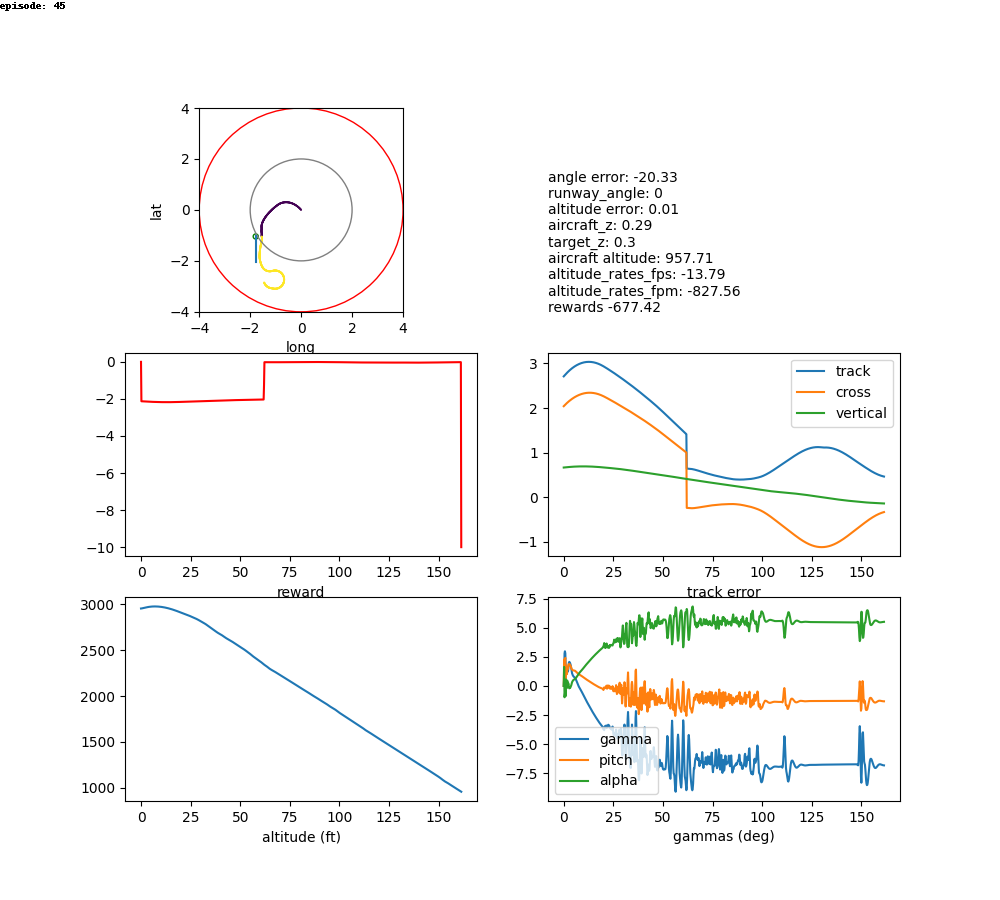 episode: 45
4
2
0
−2
−4
lat
−4 −2 0 2 4
long
angle error: -20.33
runway_angle: 0
altitude error: 0.01
aircraft_z: 0.29
target_z: 0.3
aircraft altitude: 957.71
altitude_rates_fps: -13.79
altitude_rates_fpm: -827.56
rewards -677.42
0
−2
−4
−6
−8
−10
0 25 50 75 100 125 150
reward
3
2
1
0
−1
track
cross
vertical
0 25 50 75 100 125 150
track error
3000
2500
2000
1500
1000
0 25 50 75 100 125 150
altitude (ft)
7.5
5.0
2.5
0.0
−2.5
−5.0
−7.5
gamma
pitch
alpha
0 25 50 75 100 125 150
gammas (deg)